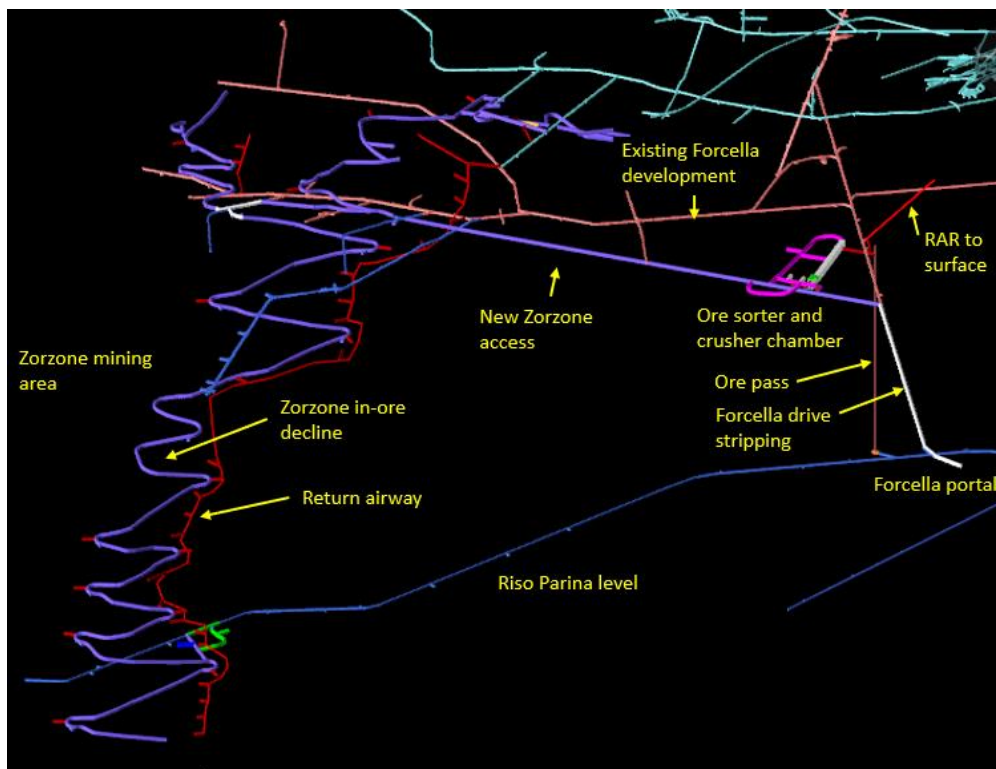 Existing Forcella
development
RAR to
surface
New Zorzone
access
Ore sorter and
crusher chamber
Zorzone mining
area
Ore pass
Zorzone in-ore
decline
Forcella drive
stripping
Return airway
Forcella portal
Riso Parina level